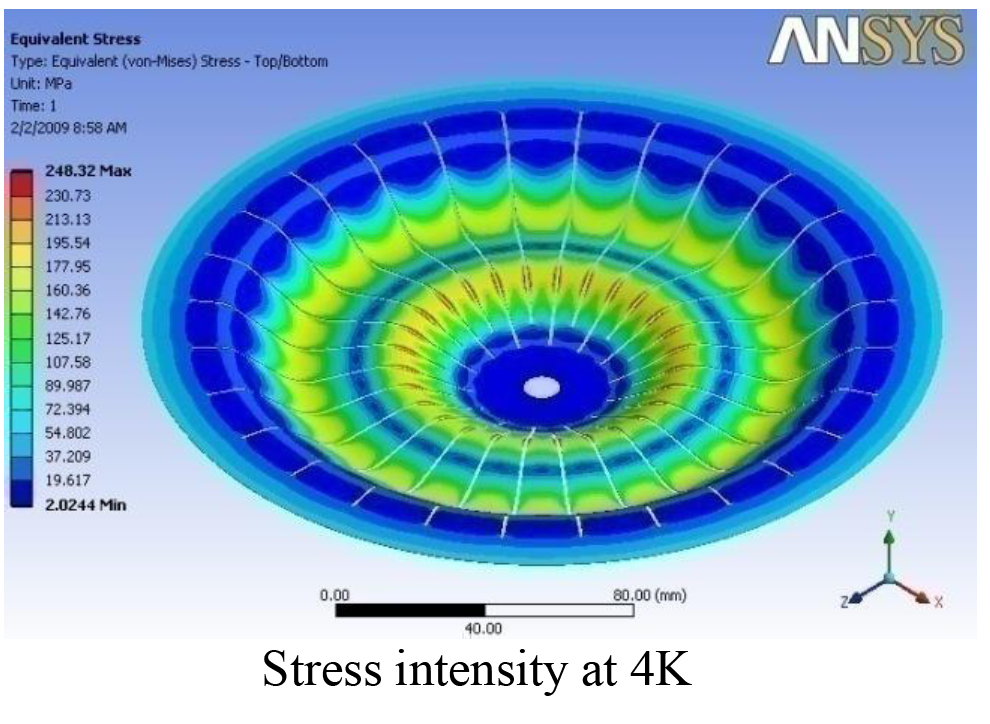 Equivalent Stress
Type: Equivalent (von-Mises) Stress - Top/Bottom
Unit: MPa
Time: 1
2/2/2009 8:58 AM
ANSYS
248.32 Max
230.73
213.13
195.54
177.95
160.36
142.76
125.17
107.58
89.987
72.394
54.802
37.209
19.617
2.0244 Min
0.00
80.00 (mm)
40.00
Y
Z
X
Stress intensity at 4K